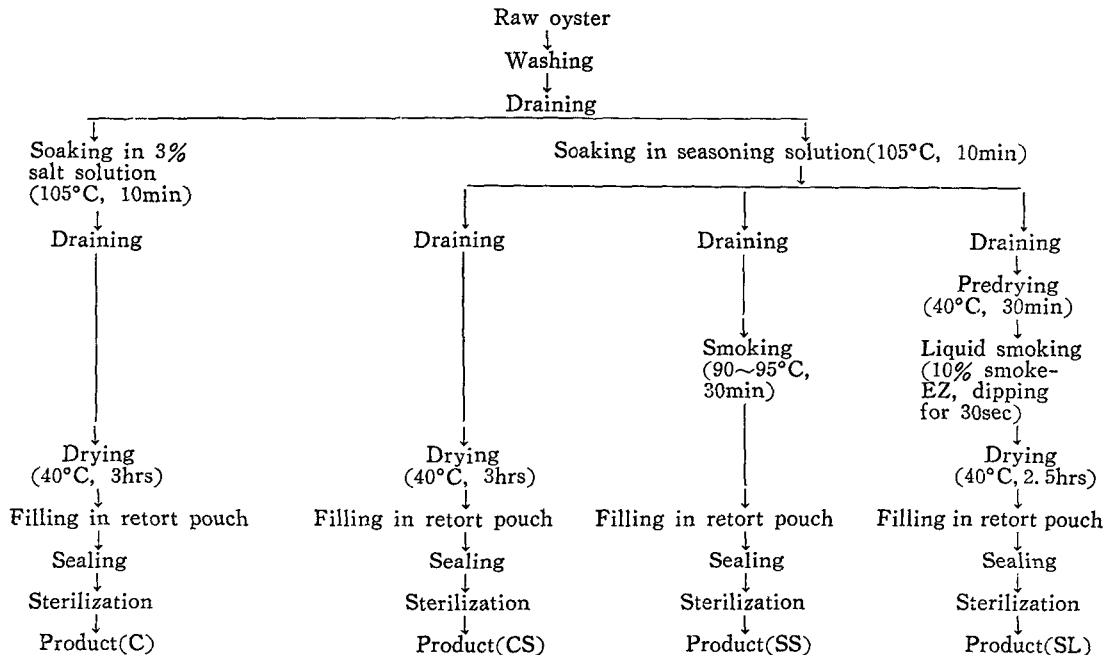 Raw oyster
Washing
Draining
Soaking in 3%
salt solution
(105°C, 10min)
Draining
Drying
(40°C, 3hrs)
Filling in retort pouch
Sealing
Sterilization
Product(C)
Soaking in seasoning solution(105°C, 10min)
Draining
Drying
(40°C, 3hrs)
Filling in retort pouch
Sealing
Sterilization
Product(CS)
Draining
Smoking
(90~95°C,
30min)
Filling in retort pouch
Sealing
Sterilization
Product(SS)
Draining
Predrying
(40°C, 30min)
Liquid smoking
(10% smoke-
EZ, dipping
for 30sec)
Drying
(40°C, 2.5hrs)
Filling in retort pouch
Sealing
Sterilization
Product(SL)